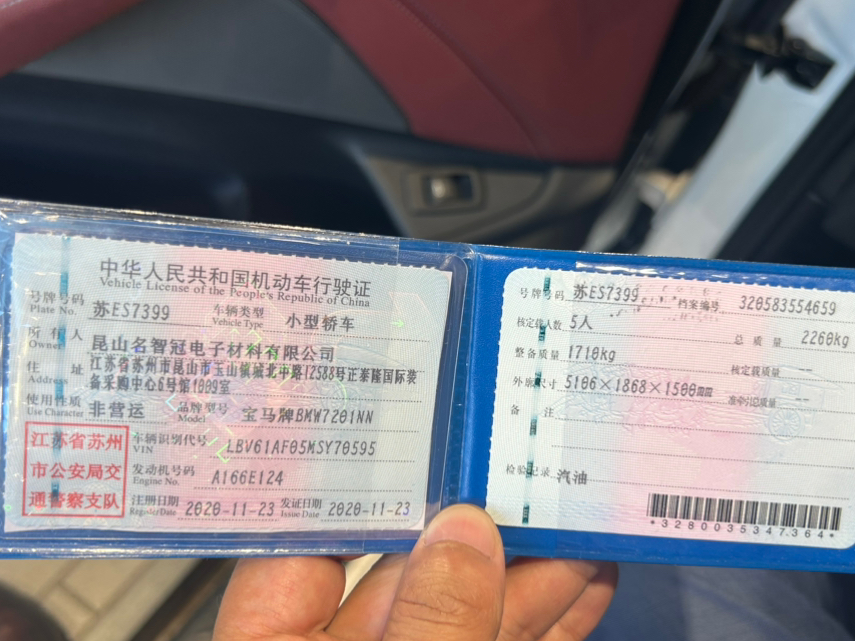 中华人民共和国机动车行驶证
Vehicle License of the People's Republic of China
号牌号码 Plate No. 苏ES7399 车辆类型 Vehicle Type 小型轿车
所有人 Owner 昆山名智冠电子材料有限公司
住址 Address 江苏省苏州市昆山市玉山镇城北中路12588号正泰隆国际装
备采购中心6号馆1009室
使用性质 Use Character 非营运 品牌型号 Model 宝马牌BMW7201NN
江苏省苏州
市公安局交
通警察支队
车辆识别代号 VIN LBV61AF05MSY70595
发动机号码 Engine No. A166E124
注册日期 Register Date 2020-11-23 发证日期 Issue Date 2020-11-23
号牌号码 苏ES7399 档案编号 320583554659
核定载人数 5人 总质量 2260kg
整备质量 1710kg 核定载质量 --
外廓尺寸 5106×1868×1500mm 准牵引总质量 --
备注
检验记录 汽油
*3280035347364*